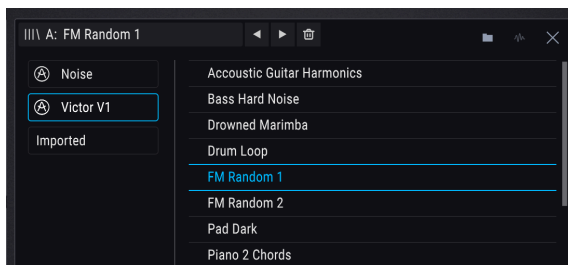 A: FM Random 1
Noise
Victor V1
Imported
Accoustic Guitar Harmonics
Bass Hard Noise
Drowned Marimba
Drum Loop
FM Random 1
FM Random 2
Pad Dark
Piano 2 Chords